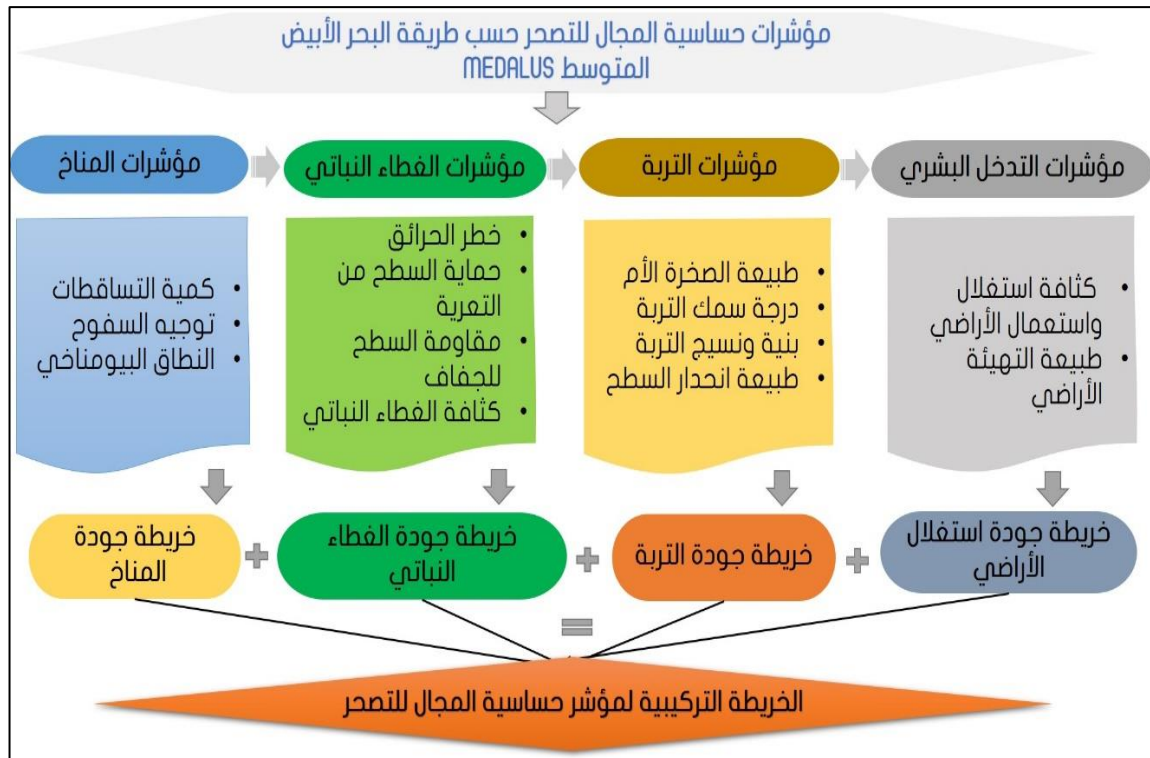 مؤشرات حساسية المجال للتصحر حسب طريقة البحر الأبيض
المتوسط MEDALUS
مؤشرات التدخل البشري
مؤشرات التربة
مؤشرات الغطاء النباتي
مؤشرات المناخ
• كثافة استغلال
واستعمال الأراضي
• طبيعة التهيئة
الأراضي
• طبيعة الصخرة الأم
• درجة سمك التربة
• بنية ونسيج التربة
• طبيعة انحدار السطح
• خطر الحرائق
• حماية السطح من
التعرية
• مقاومة السطح
للجفاف
• كثافة الغطاء النباتي
• كمية التساقطات
• توجيه السفوح
• النطاق البيومناخي
خريطة جودة استغلال
الأراضي
+
خريطة جودة التربة
+
خريطة جودة الغطاء
النباتي
+
خريطة جودة
المناخ
=
الخريطة التركيبية لمؤشر حساسية المجال للتصحر